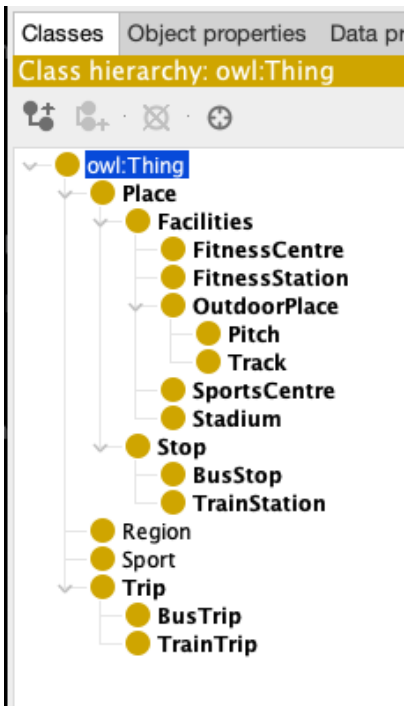 Classes Object properties Data pr
Class hierarchy: owl:Thing
owl:Thing
Place
Facilities
FitnessCentre
FitnessStation
OutdoorPlace
Pitch
Track
SportsCentre
Stadium
Stop
BusStop
TrainStation
Region
Sport
Trip
BusTrip
TrainTrip